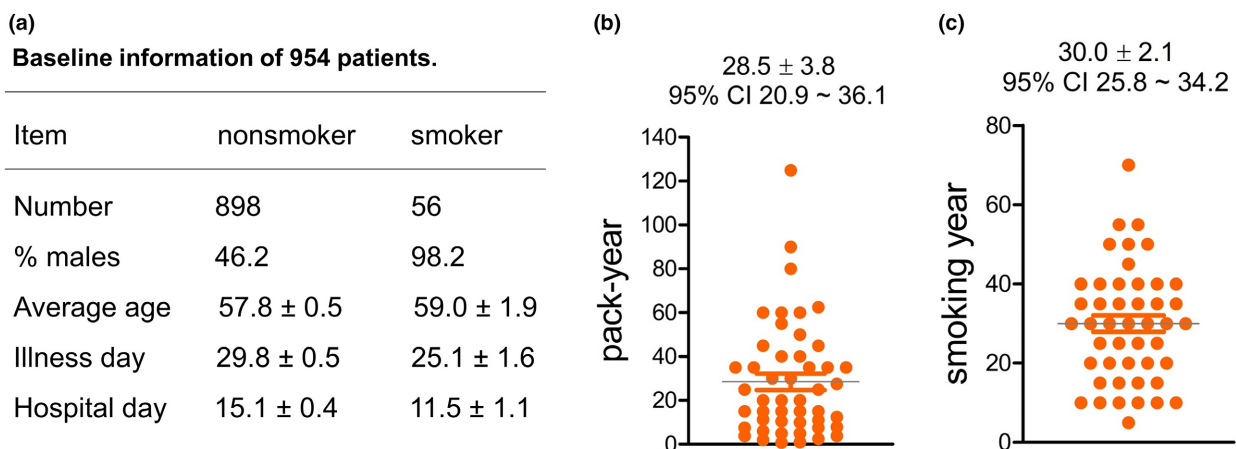 (a)
Baseline information of 954 patients.
Item nonsmoker smoker
Number 898 56
% males 46.2 98.2
Average age 57.8 ± 0.5 59.0 ± 1.9
Illness day 29.8 ± 0.5 25.1 ± 1.6
Hospital day 15.1 ± 0.4 11.5 ± 1.1
(b)
28.5 ± 3.8
95% CI 20.9 ~ 36.1
pack-year
140
120
100
80
60
40
20
0
(c)
30.0 ± 2.1
95% CI 25.8 ~ 34.2
smoking year
80
60
40
20
0